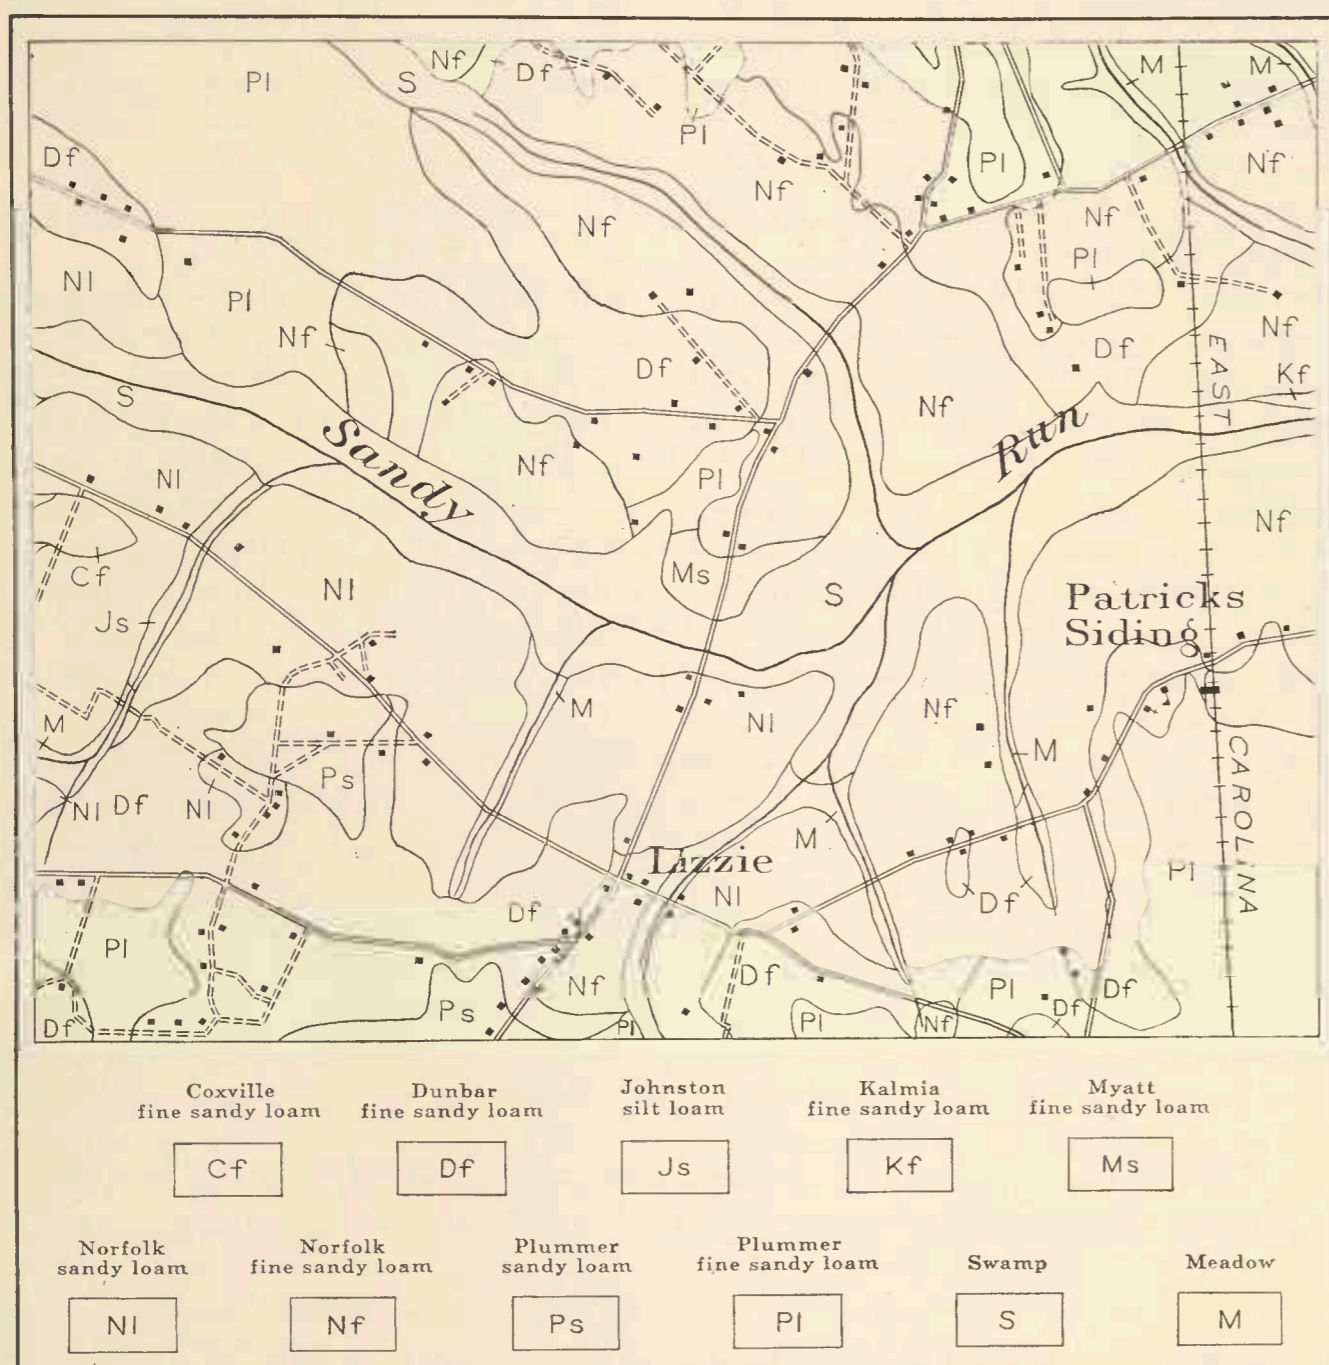 Nf
Df
M
M
Pl
S
Pl
Df
Pl
Nf
Nf
Nf
Nf
Nl
Pl
Pl
Nf
Df
Df
Nf
EAST
Kf
S
Nf
Sandy
Run
Nl
Nf
Pl
Nf
Cf
Nl
Ms
S
Patricks
Siding
Js
M
M
Nl
Nf
M
CAROLINA
Nl
Df
Nl
Ps
M
Lizzie
Pl
Nl
Df
Df
Pl
Df
Nf
Df
Pl
Df
Df
Df
Ps
Pl
Pl
Nf
Coxville
fine sandy loam
Cf
Dunbar
fine sandy loam
Df
Johnston
silt loam
Js
Kalmia
fine sandy loam
Kf
Myatt
fine sandy loam
Ms
Norfolk
sandy loam
Nl
Norfolk
fine sandy loam
Nf
Plummer
sandy loam
Ps
Plummer
fine sandy loam
Pl
Swamp
S
Meadow
M